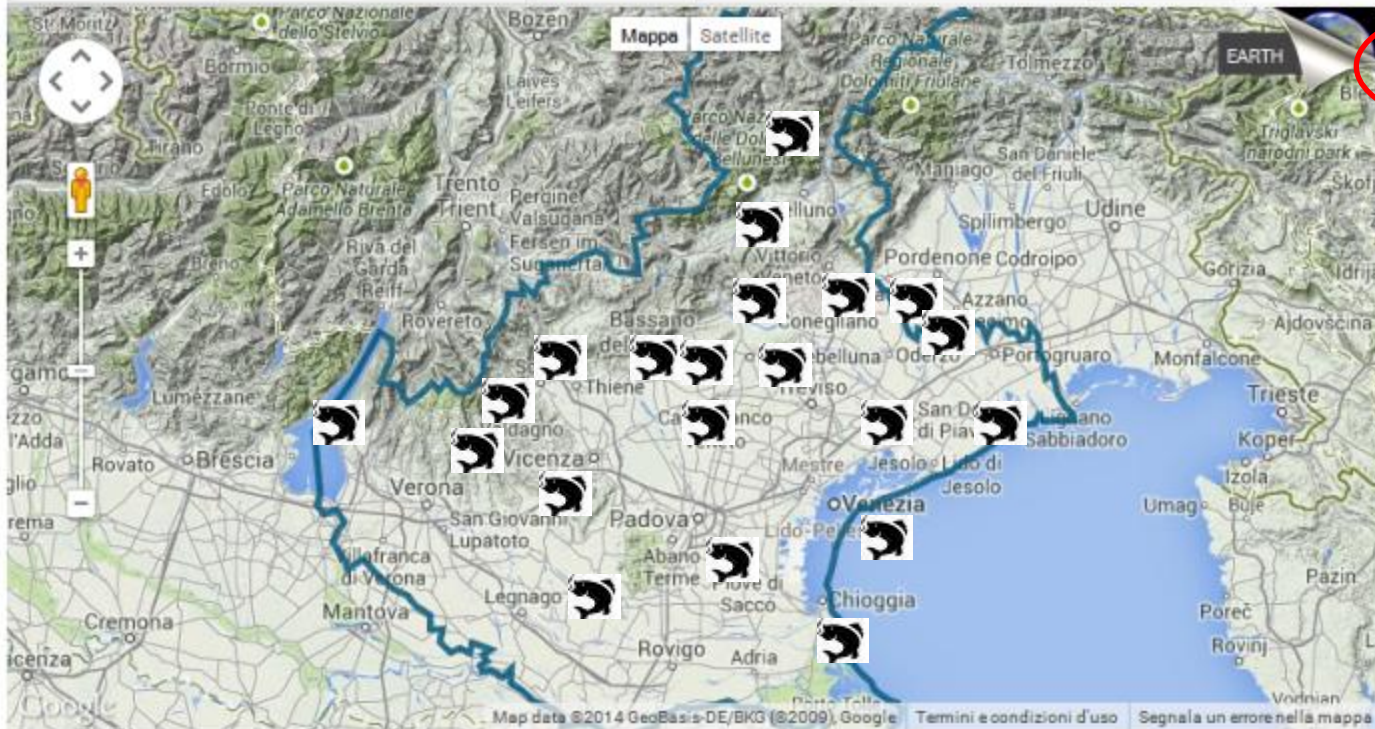 St. Moritz
Parco Nazionale
dello Stelvio
Bozen
Mappa
Satellite
Parco Naturale
Regionale
Dolomiti Friulane
Tolmezzo
EARTH
Bormio
Laives
Leifers
Ponte di
Legno
Tirano
Triglavski
narodni park
San Daniele
del Friuli
Maniago
Edolo
Parco Naturale
Adamello Brenta
Trento
Trient
Pergine
Valsugana
Fersen im
Spilimbergo
Udine
Riva del
Garda
Reiff
Breno
Vittorio
Veneto
Pordenone
Codroipo
Gorizia
Rovereto
Bassano
Conegliano
Azzano
Ajdovščina
Thiene
Oderzo
Portogruaro
Monfalcone
Lumezzane
Treviso
Trieste
l'Adda
Rovato
Brescia
Vicenza
San
di Piave
Sabbiadoro
Koper
Mestre
Jesolo
Lido di
Jesolo
Izola
Verona
Venezia
Umag
Buje
San Giovanni
Lupatoto
Padova
Villafranca
di Verona
Abano
Terme
Piove di
Sacco
Pazin
Legnago
Mantova
Chioggia
Poreč
Cremona
Rovigo
Adria
Rovinj
Vodnjan
Google
Map data ©2014 GeoBasis-DE/BKG (©2009), Google
Termini e condizioni d'uso
Segnala un errore nella mappa